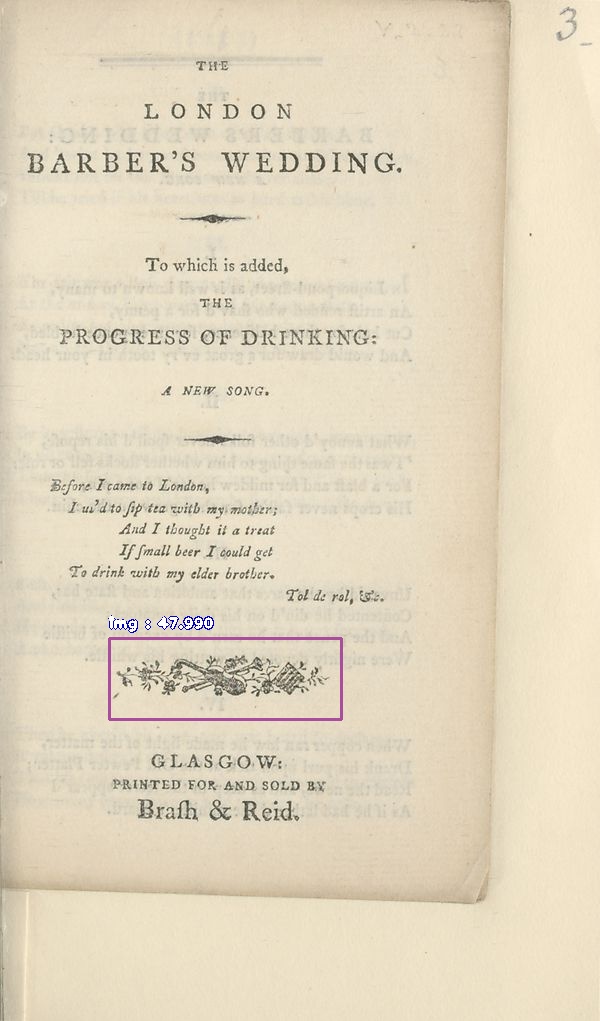 3
THE
LONDON
BARBER'S WEDDING.
To which is added,
THE
PROGRESS OF DRINKING:
A NEW SONG.
Before I came to London,
I us'd to ſip tea with my mother;
And I thought it a treat
If ſmall beer I could get
To drink with my elder brother.
Tol de rol, &c.
img : 47.990
GLASGOW:
PRINTED FOR AND SOLD BY
Braſh & Reid.